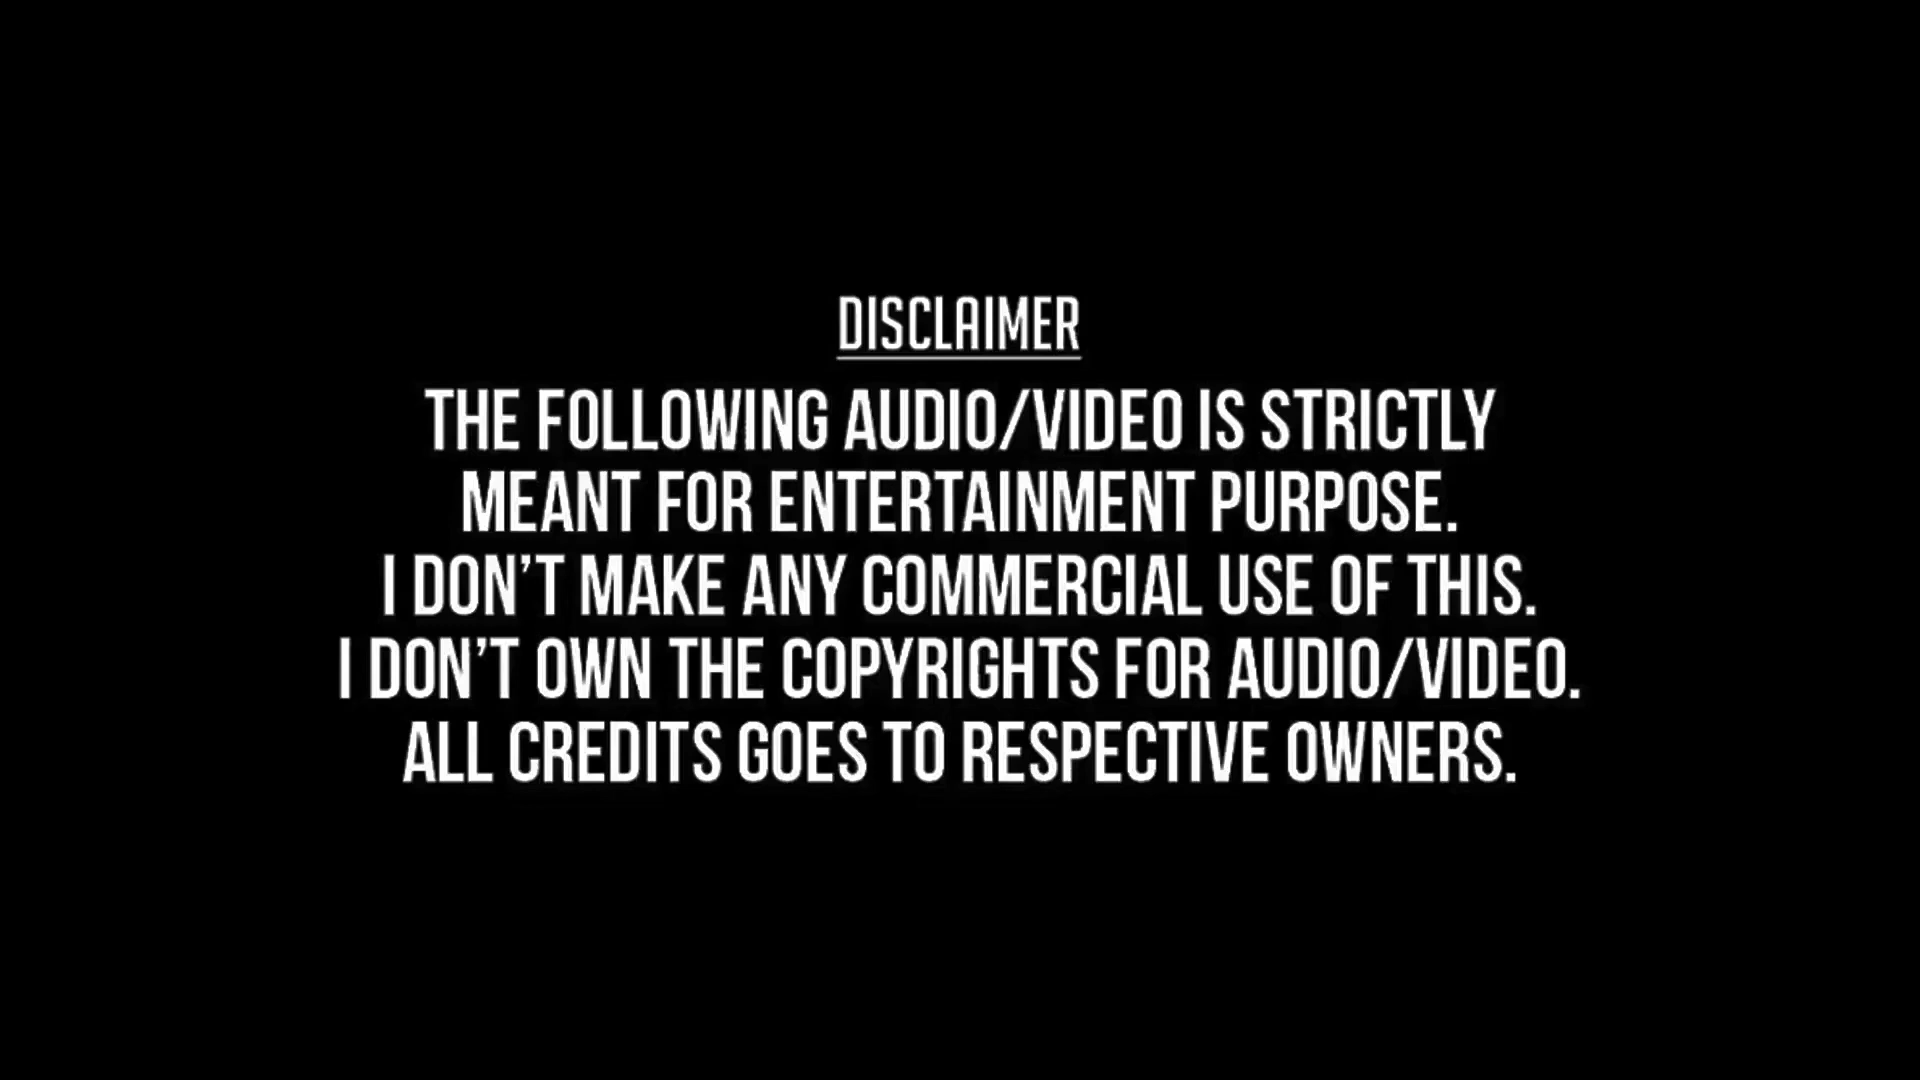 DISCLAIMER
THE FOLLOWING AUDIO/VIDEO IS STRICTLY
MEANT FOR ENTERTAINMENT PURPOSE.
I DON’T MAKE ANY COMMERCIAL USE OF THIS.
I DON’T OWN THE COPYRIGHTS FOR AUDIO/VIDEO.
ALL CREDITS GOES TO RESPECTIVE OWNERS.